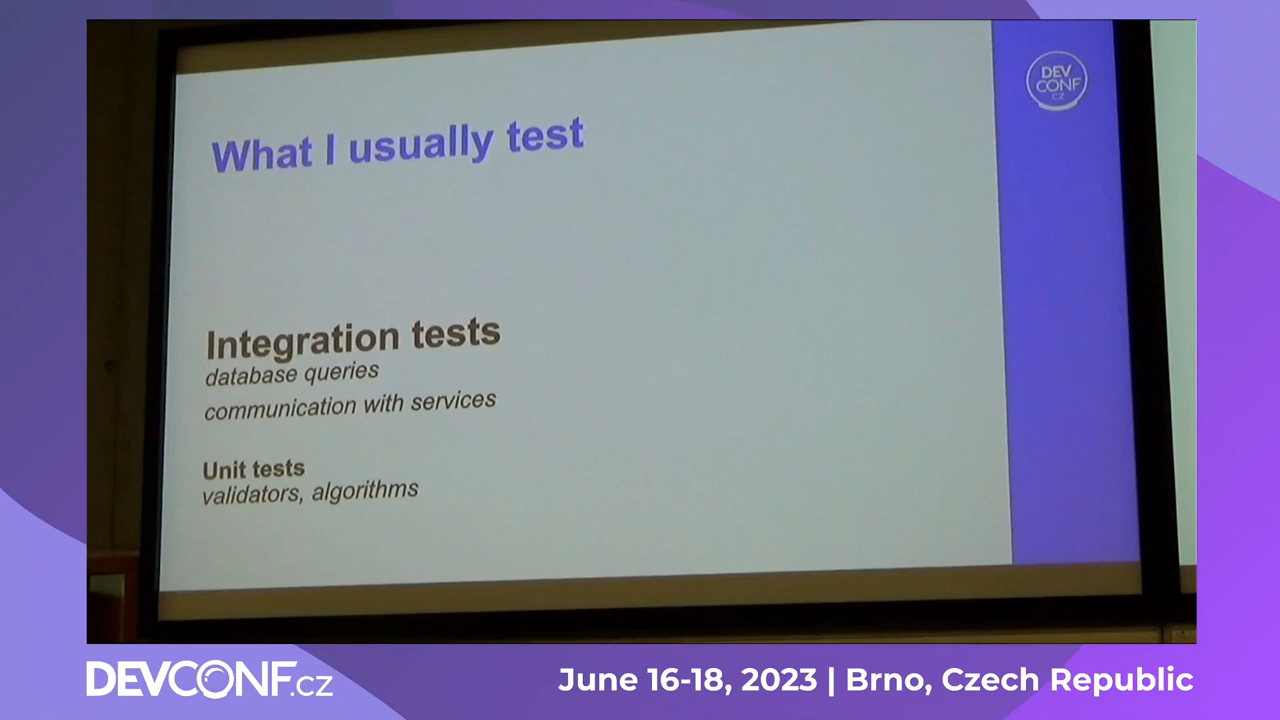 DEV
CONF
CZ
What I usually test
Integration tests
database queries
communication with services
Unit tests
validators, algorithms
DEVCONF.CZ
June 16-18, 2023 | Brno, Czech Republic